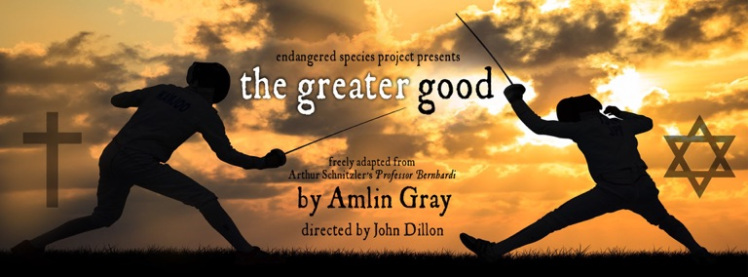 endangered species project presents
the greater good
freely adapted from
Arthur Schnitzler's Professor Bernhardi
by Amlin Gray
directed by John Dillon